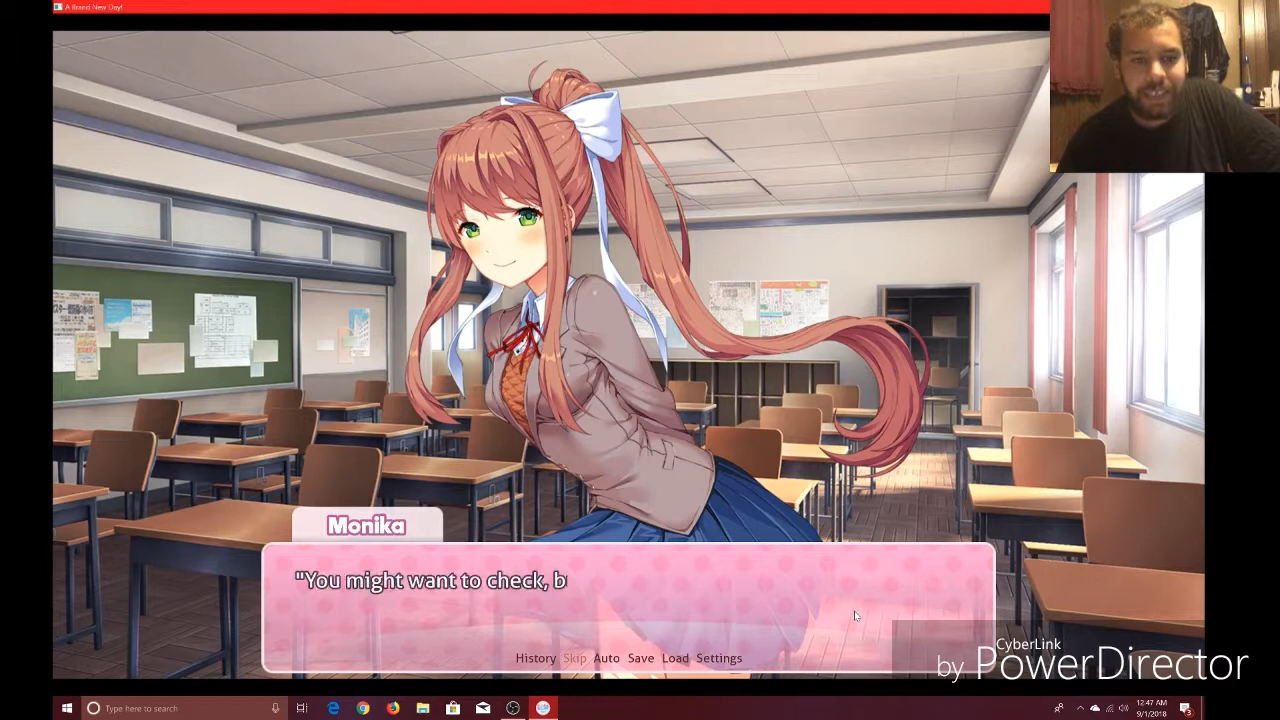 A Brand New Day!
Monika
"You might want to check, b
History Skip Auto Save Load Settings
CyberLink
by PowerDirector
Type here to search
12:47 AM
9/1/2018
3